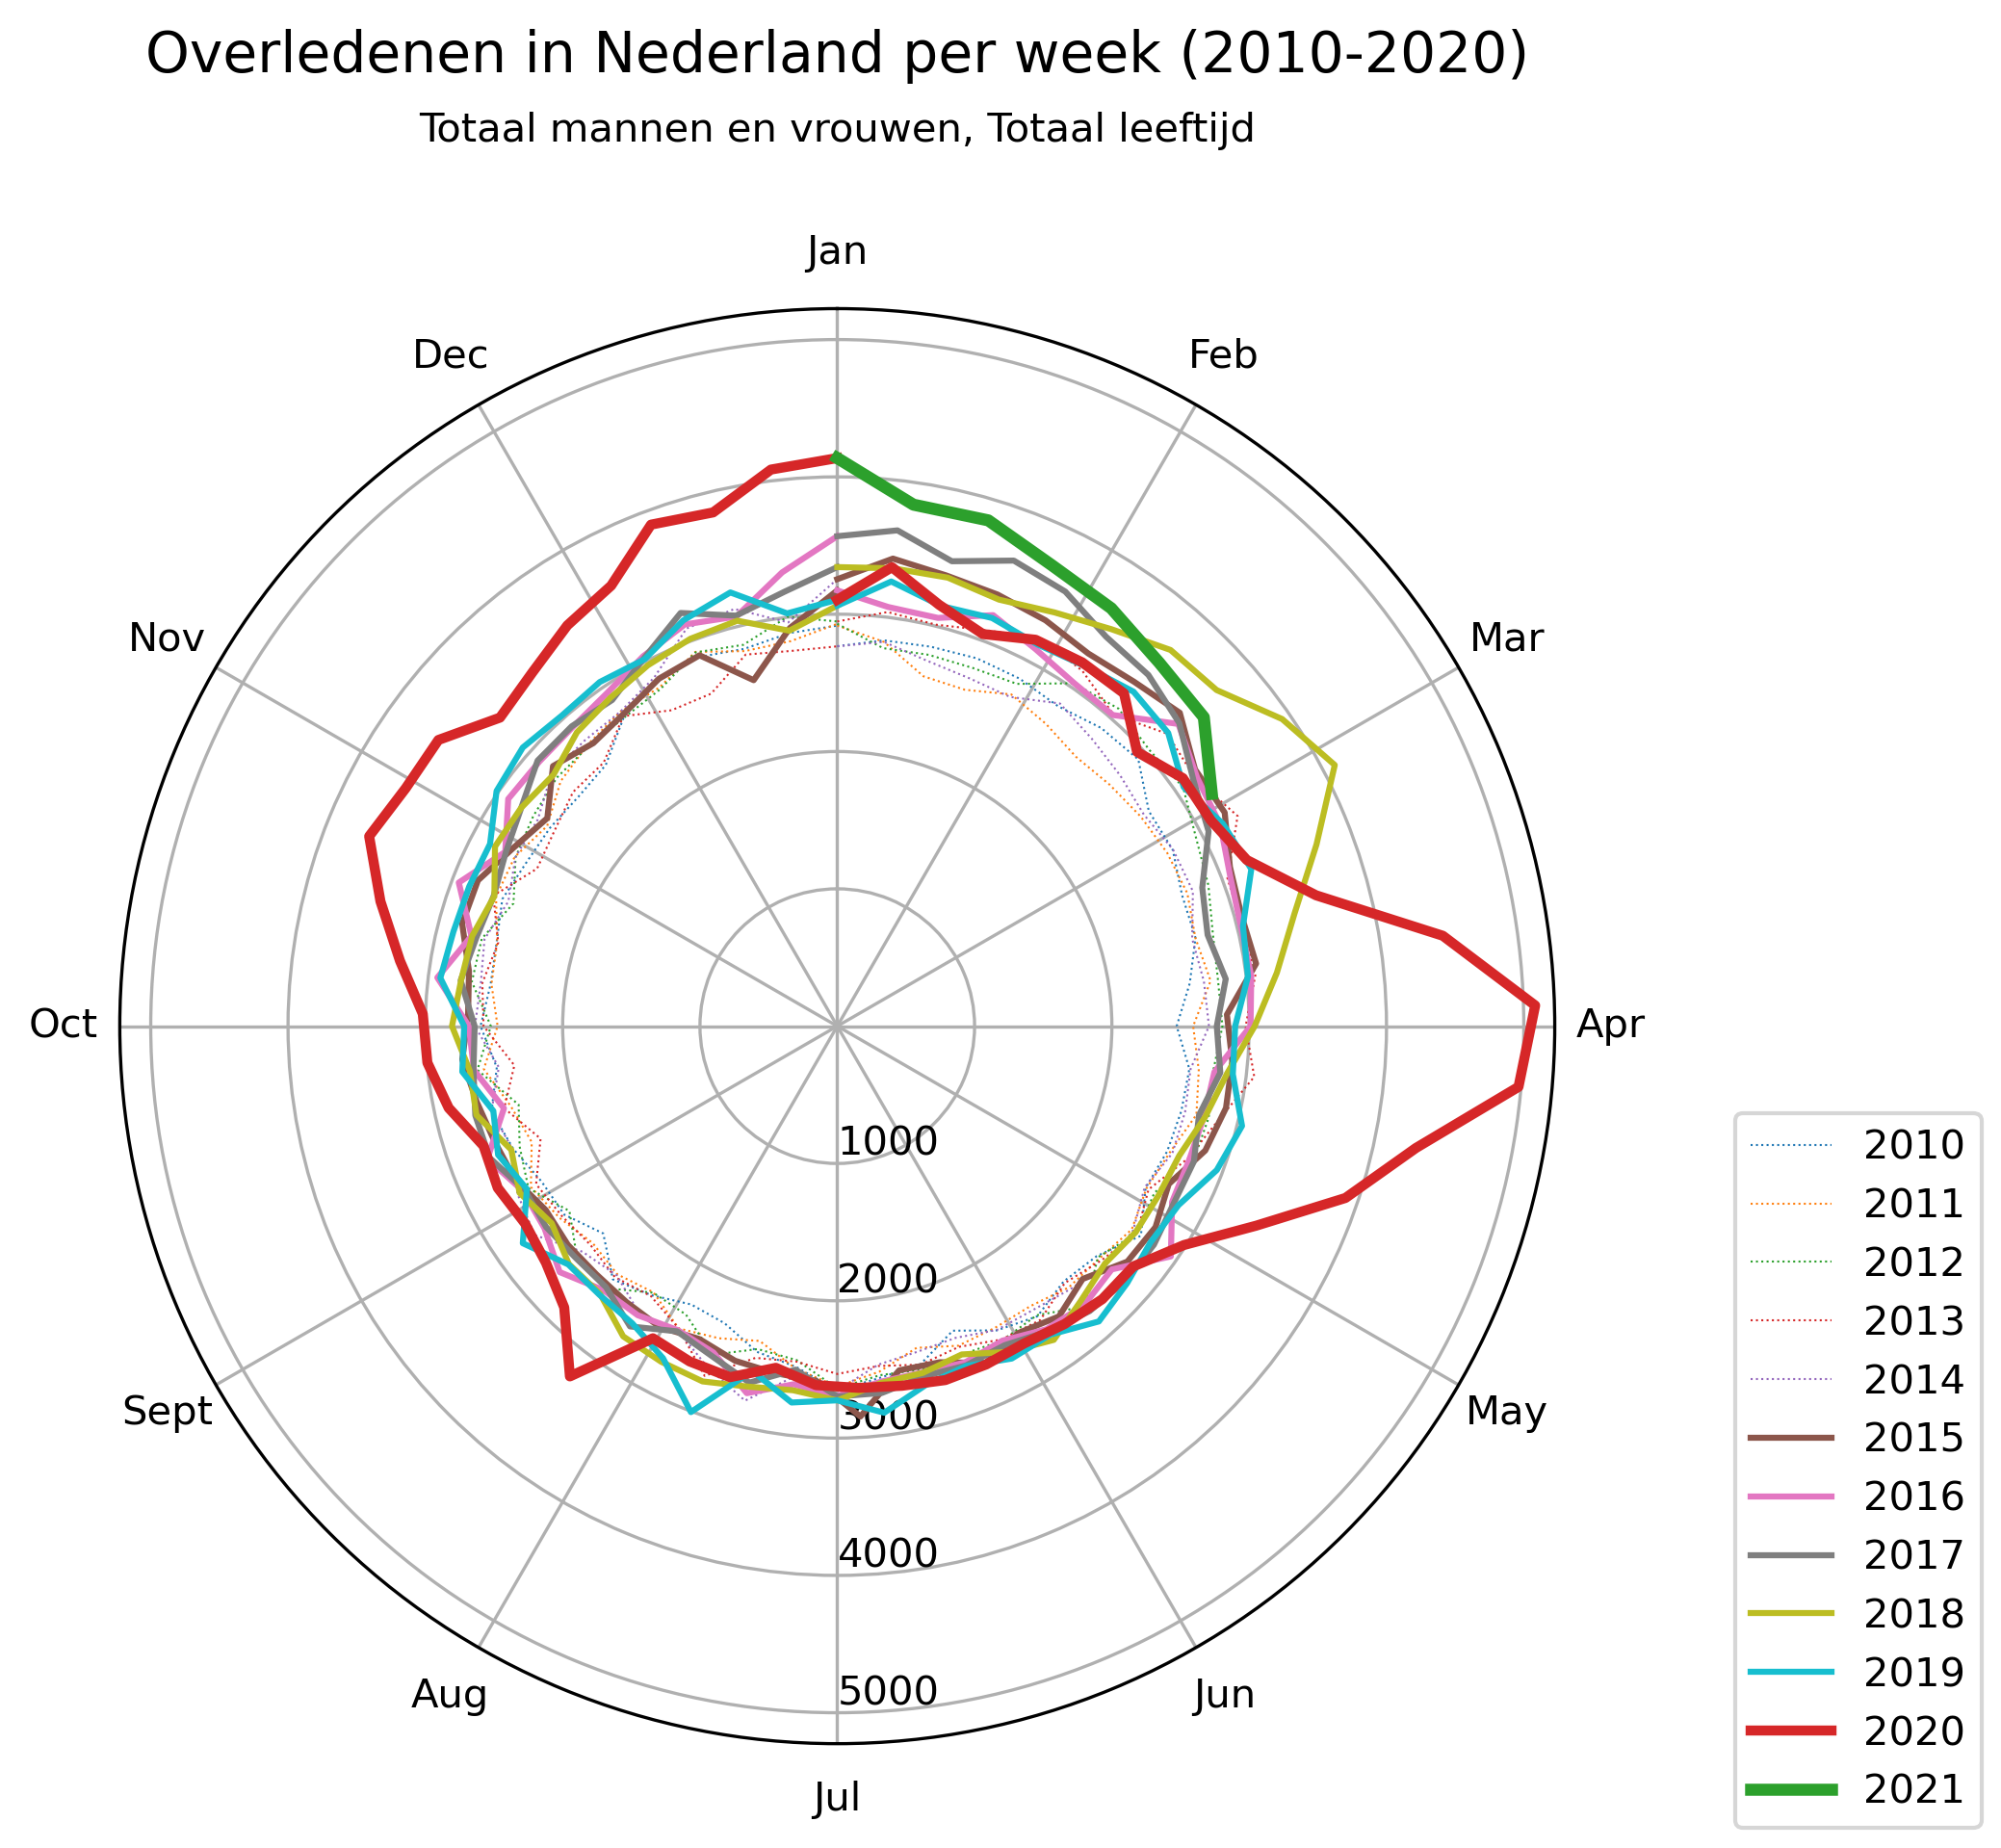 Overledenen in Nederland per week (2010-2020)
Totaal mannen en vrouwen, Totaal leeftijd
Jan
Dec
Feb
Nov
Mar
Oct
Apr
1000
2000
3000
4000
5000
Sept
May
Aug
Jun
Jul
2010
2011
2012
2013
2014
2015
2016
2017
2018
2019
2020
2021